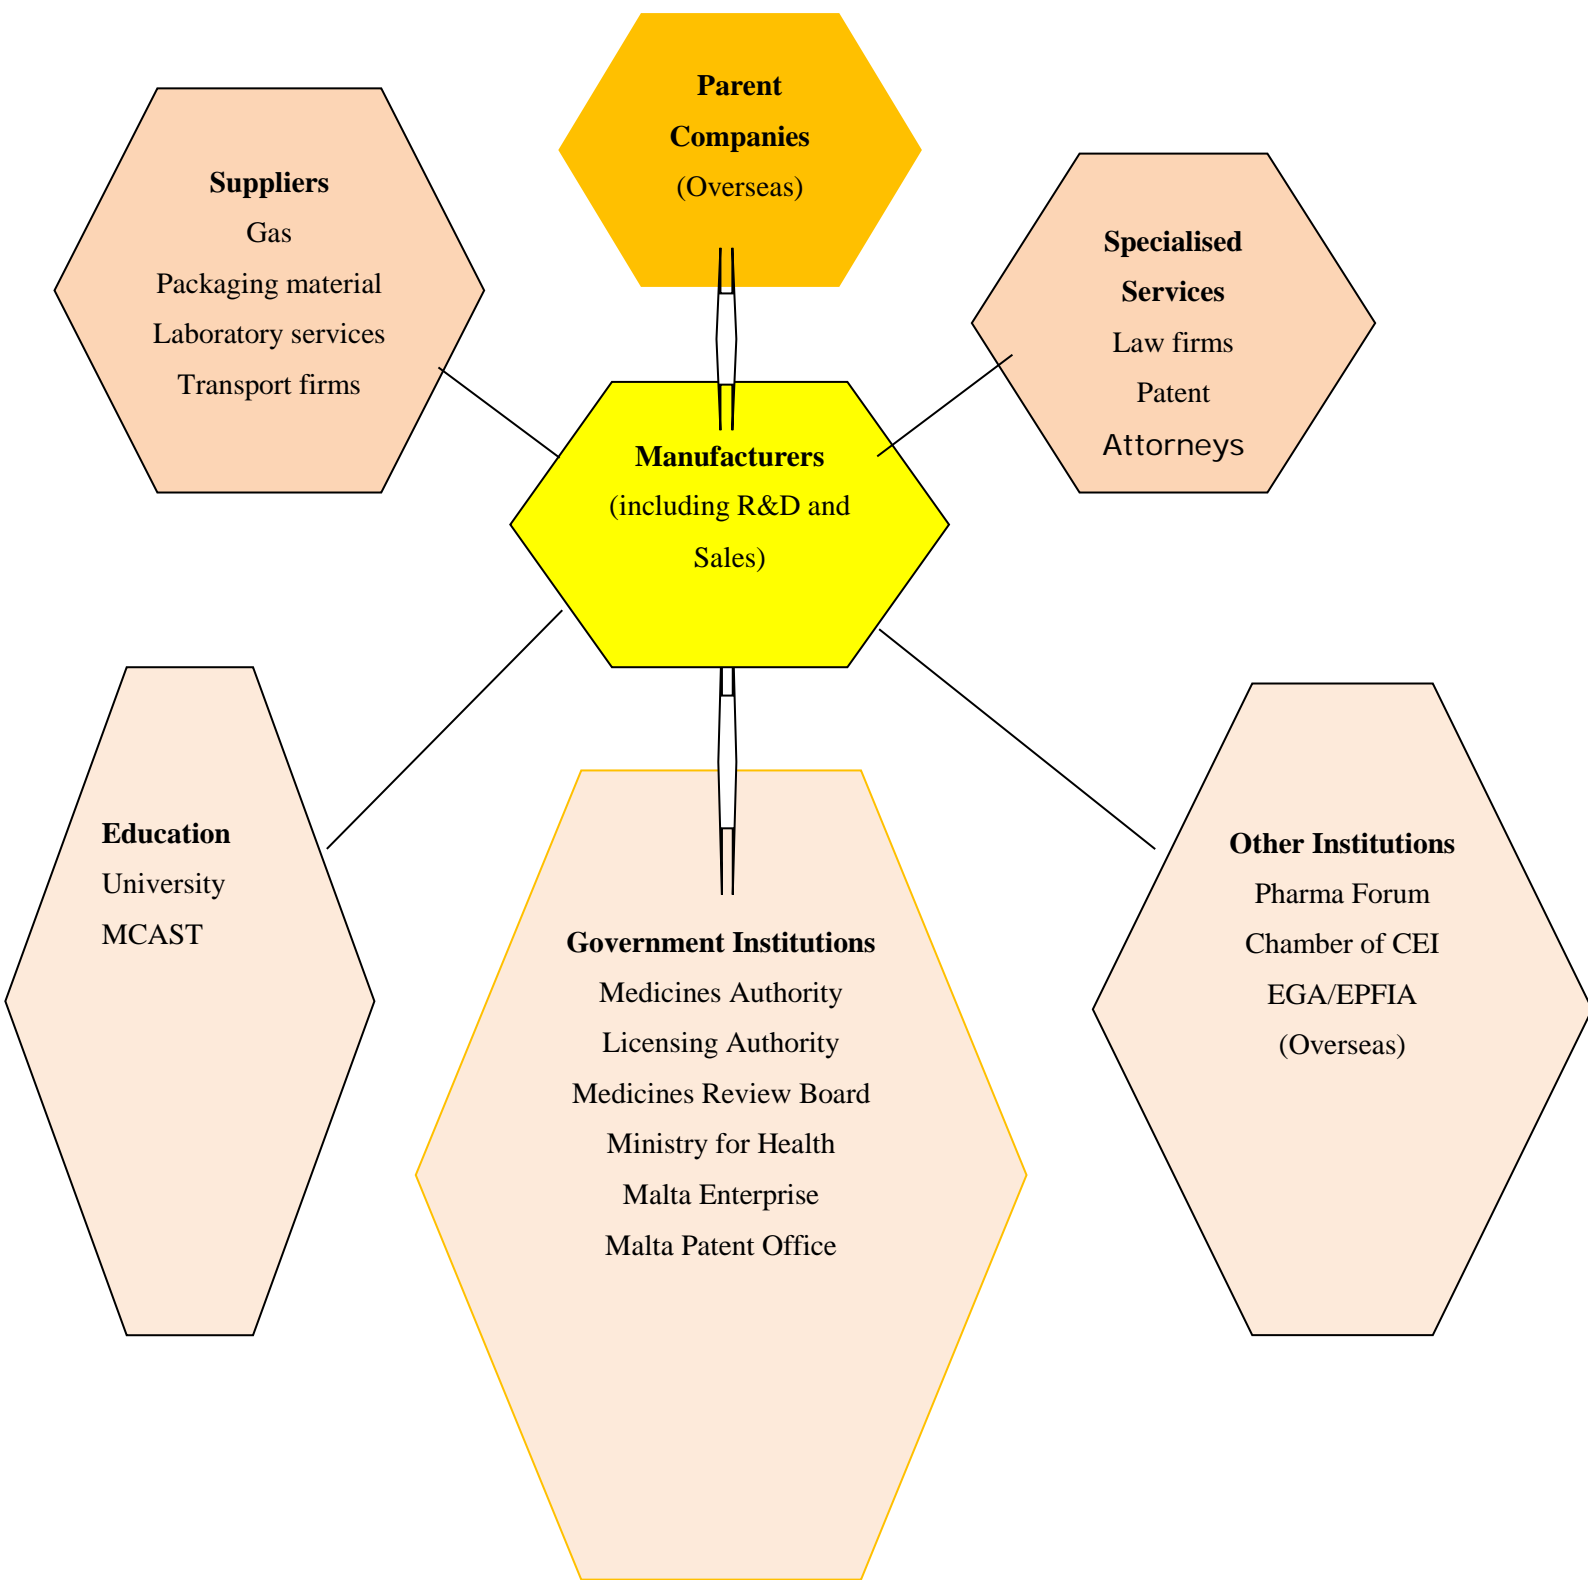 Parent
Companies
(Overseas)
Suppliers
Gas
Packaging material
Laboratory services
Transport firms
Specialised
Services
Law firms
Patent
Attorneys
Manufacturers
(including R&D and
Sales)
Education
University
MCAST
Government Institutions
Medicines Authority
Licensing Authority
Medicines Review Board
Ministry for Health
Malta Enterprise
Malta Patent Office
Other Institutions
Pharma Forum
Chamber of CEI
EGA/EPFIA
(Overseas)